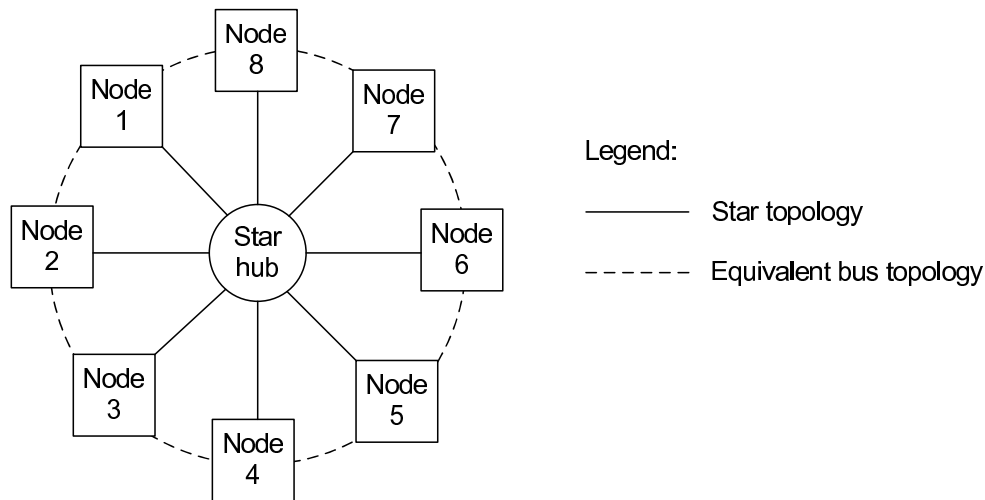 Node
8
Node
1
Node
7
Legend:
Star topology
Node
2
Star
hub
Node
6
Equivalent bus topology
Node
3
Node
5
Node
4